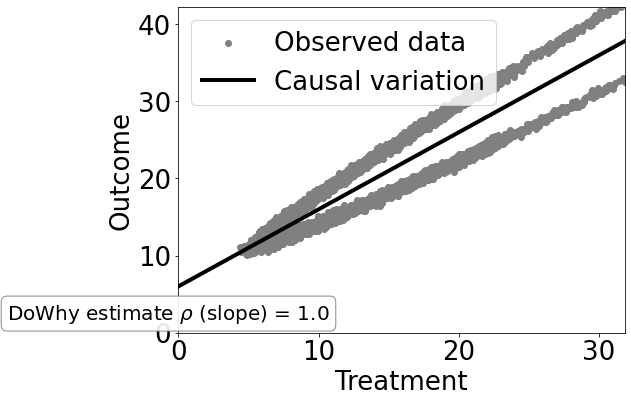 40
Observed data
Causal variation
30
Outcome
20
10
DoWhy estimate ρ (slope) = 1.0
0
0 10 20 30
Treatment